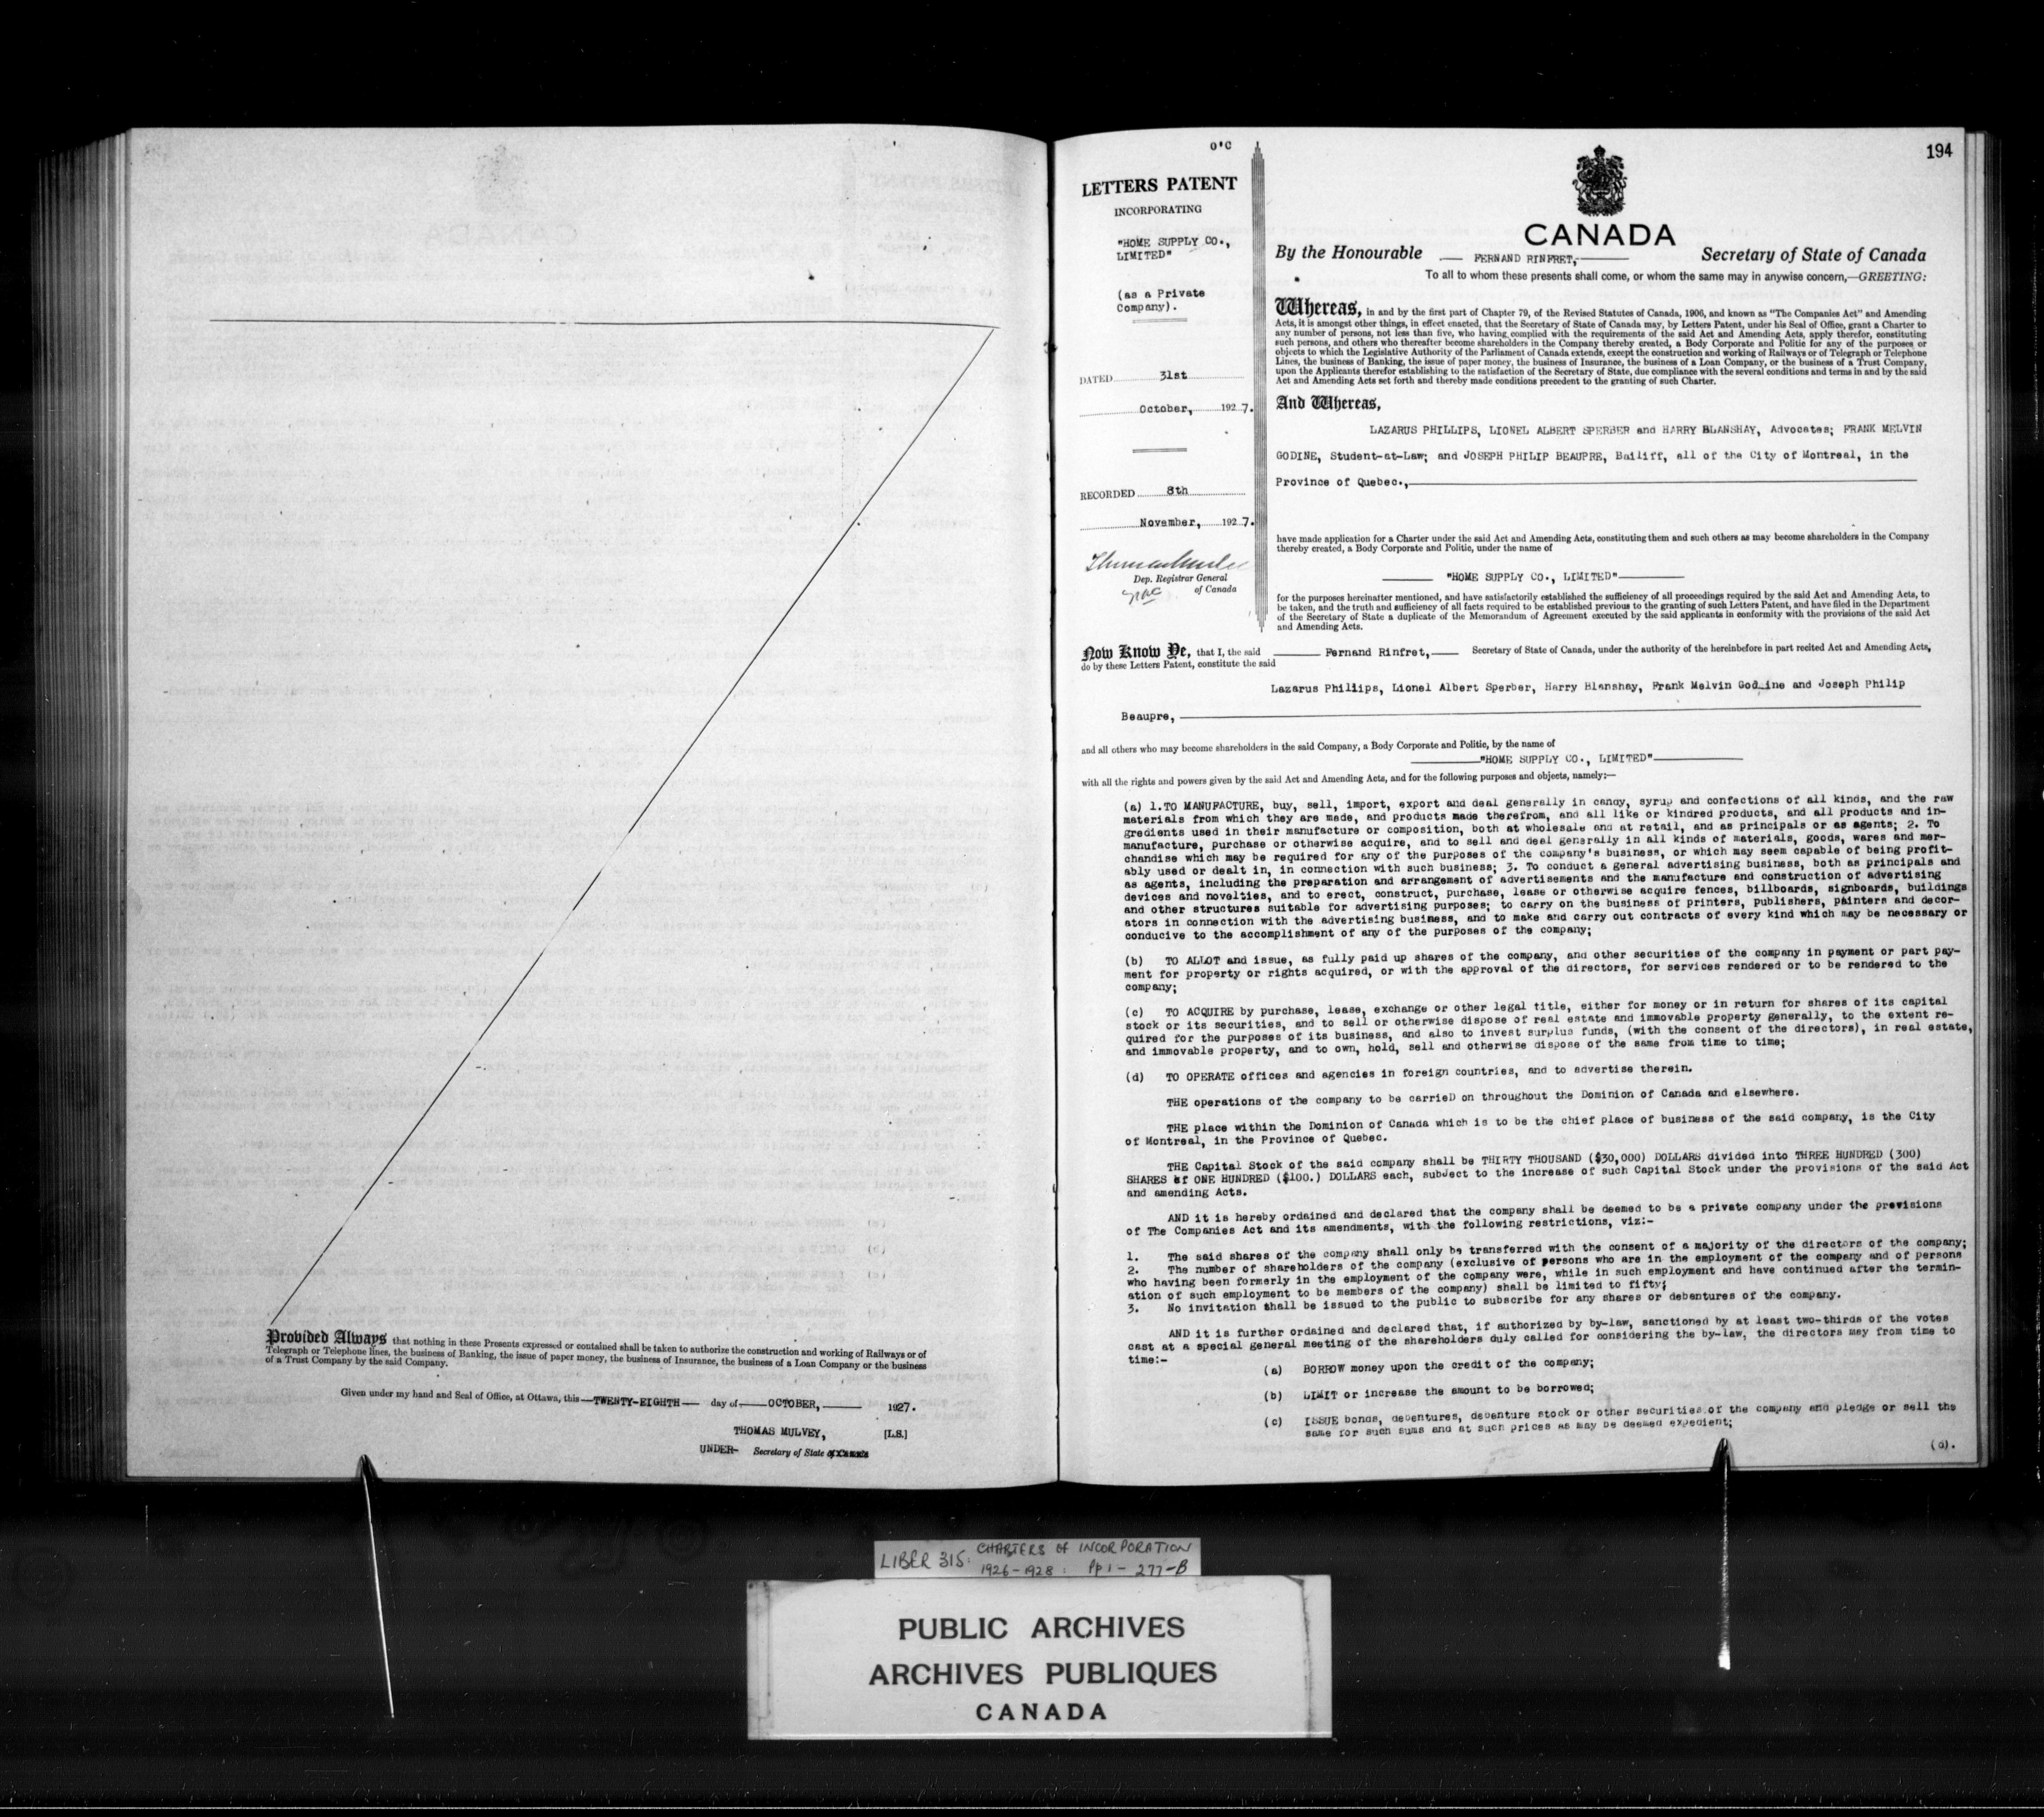 Provided Always that nothing in these Presents expressed or contained shall be taken to authorize the construction and working of Railways or of
Telegraph or Telephone lines, the business of Banking, the issue of paper money, the business of Insurance, the business of a Loan Company or the business
of a Trust Company by the said Company.
Given under my hand and Seal of Office, at Ottawa, this —TWENTY-EIGHTH— day of —OCTOBER,— 1927.
THOMAS MULVEY, [L.S.]
UNDER- Secretary of State
O'C
LETTERS PATENT
INCORPORATING
"HOME SUPPLY CO.,
LIMITED"
(as a Private
Company).
DATED 31st
October, 1927.
RECORDED 8th
November, 1927.
Dep. Registrar General
of Canada
194
CANADA
By the Honourable — FERNAND RINFRET,— Secretary of State of Canada
To all to whom these presents shall come, or whom the same may in anywise concern,—GREETING:
Whereas, in and by the first part of Chapter 79, of the Revised Statutes of Canada, 1906, and known as "The Companies Act" and Amending
Acts, it is amongst other things, in effect enacted, that the Secretary of State of Canada may, by Letters Patent, under his Seal of Office, grant a Charter to
any number of persons, not less than five, who having complied with the requirements of the said Act and Amending Acts, apply therefor, constituting
such persons, and others who thereafter become shareholders in the Company thereby created, a Body Corporate and Politic for any of the purposes or
objects to which the Legislative Authority of the Parliament of Canada extends, except the construction and working of Railways or of Telegraph or Telephone
Lines, the business of Banking, the issue of paper money, the business of Insurance, the business of a Loan Company, or the business of a Trust Company,
upon the Applicants therefor establishing to the satisfaction of the Secretary of State, due compliance with the several conditions and terms in and by the said
Act and Amending Acts set forth and thereby made conditions precedent to the granting of such Charter.
And Whereas,
LAZARUS PHILLIPS, LIONEL ALBERT SPERBER and HARRY BLANSHAY, Advocates; FRANK MELVIN
GODINE, Student-at-Law; and JOSEPH PHILIP BEAUPRE, Bailiff, all of the City of Montreal, in the
Province of Quebec.,
have made application for a Charter under the said Act and Amending Acts, constituting them and such others as may become shareholders in the Company
thereby created, a Body Corporate and Politic, under the name of
"HOME SUPPLY CO., LIMITED"
for the purposes hereinafter mentioned, and have satisfactorily established the sufficiency of all proceedings required by the said Act and Amending Acts, to
be taken, and the truth and sufficiency of all facts required to be established previous to the granting of such Letters Patent, and have filed in the Department
of the Secretary of State a duplicate of the Memorandum of Agreement executed by the said applicants in conformity with the provisions of the said Act
and Amending Acts.
Now Know Ye, that I, the said — Fernand Rinfret,— Secretary of State of Canada, under the authority of the hereinbefore in part recited Act and Amending Acts,
do by these Letters Patent, constitute the said
Lazarus Phillips, Lionel Albert Sperber, Harry Blanshay, Frank Melvin God_ine and Joseph Philip
Beaupre,
and all others who may become shareholders in the said Company, a Body Corporate and Politic, by the name of
"HOME SUPPLY CO., LIMITED"
with all the rights and powers given by the said Act and Amending Acts, and for the following purposes and objects, namely:—
(a) 1.TO MANUFACTURE, buy, sell, import, export and deal generally in candy, syrup and confections of all kinds, and the raw
materials from which they are made, and products made therefrom, and all like or kindred products, and all products and in-
gredients used in their manufacture or composition, both at wholesale and at retail, and as principals or as agents; 2. To
manufacture, purchase or otherwise acquire, and to sell and deal generally in all kinds of materials, goods, wares and mer-
chandise which may be required for any of the purposes of the company's business, or which may seem capable of being profit-
ably used or dealt in, in connection with such business; 3. To conduct a general advertising business, both as principals and
as agents, including the preparation and arrangement of advertisements and the manufacture and construction of advertising
devices and novelties, and to erect, construct, purchase, lease or otherwise acquire fences, billboards, signboards, buildings
and other structures suitable for advertising purposes; to carry on the business of printers, publishers, painters and decor-
ators in connection with the advertising business, and to make and carry out contracts of every kind which may be necessary or
conducive to the accomplishment of any of the purposes of the company;
(b) TO ALLOT and issue, as fully paid up shares of the company, and other securities of the company in payment or part pay-
ment for property or rights acquired, or with the approval of the directors, for services rendered or to be rendered to the
company;
(c) TO ACQUIRE by purchase, lease, exchange or other legal title, either for money or in return for shares of its capital
stock or its securities, and to sell or otherwise dispose of real estate and immovable property generally, to the extent re-
quired for the purposes of its business, and also to invest surplus funds, (with the consent of the directors), in real estate,
and immovable property, and to own, hold, sell and otherwise dispose of the same from time to time;
(d) TO OPERATE offices and agencies in foreign countries, and to advertise therein.
THE operations of the company to be carrieD on throughout the Dominion of Canada and elsewhere.
THE place within the Dominion of Canada which is to be the chief place of business of the said company, is the City
of Montreal, in the Province of Quebec.
THE Capital Stock of the said company shall be THIRTY THOUSAND ($30,000) DOLLARS divided into THREE HUNDRED (300)
SHARES of ONE HUNDRED ($100.) DOLLARS each, subject to the increase of such Capital Stock under the provisions of the said Act
and amending Acts.
AND it is hereby ordained and declared that the company shall be deemed to be a private company under the provisions
of The Companies Act and its amendments, with the following restrictions, viz:-
1. The said shares of the company shall only be transferred with the consent of a majority of the directors of the company;
2. The number of shareholders of the company (exclusive of persons who are in the employment of the company and of persons
who having been formerly in the employment of the company were, while in such employment and have continued after the termin-
ation of such employment to be members of the company) shall be limited to fifty;
3. No invitation shall be issued to the public to subscribe for any shares or debentures of the company.
AND it is further ordained and declared that, if authorized by by-law, sanctioned by at least two-thirds of the votes
cast at a special general meeting of the shareholders duly called for considering the by-law, the directors may from time to
time:-
(a) BORROW money upon the credit of the company;
(b) LIMIT or increase the amount to be borrowed;
(c) ISSUE bonds, debentures, debenture stock or other securities of the company and pledge or sell the
same for such sums and at such prices as may be deemed expedient;
(d).
LIBER 315: CHARTERS OF INCORPORATION
1926-1928: Pp 1- 277-B
PUBLIC ARCHIVES
ARCHIVES PUBLIQUES
CANADA